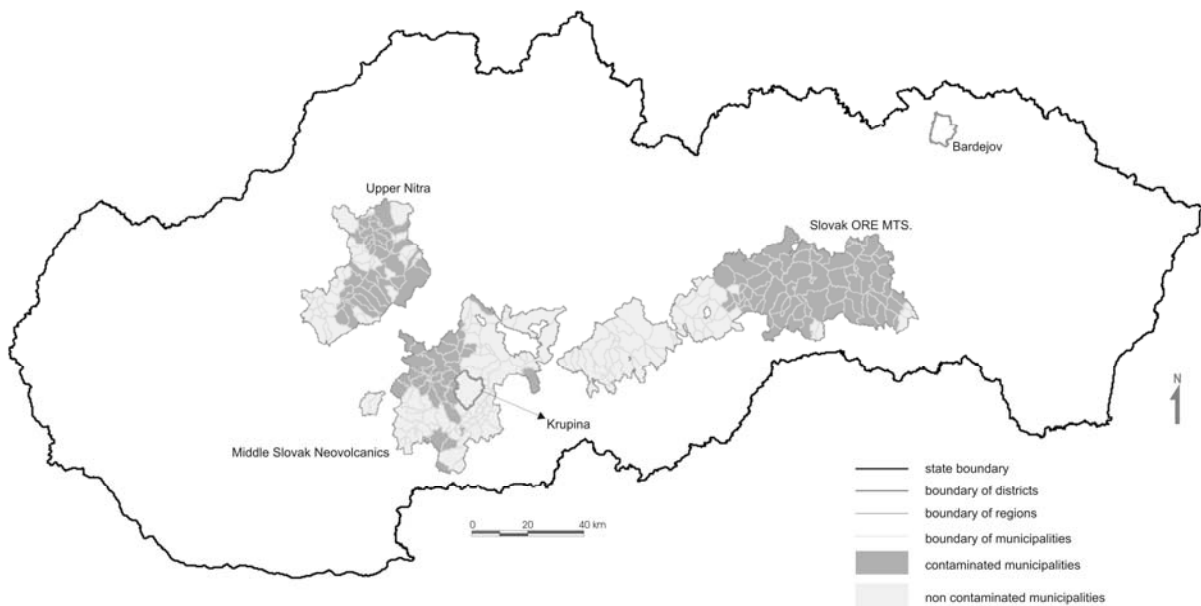 Bardejov
Upper Nitra
Slovak ORE MTS.
N
Krupina
Middle Slovak Neovolcanics
0 20 40 km
state boundary
boundary of districts
boundary of regions
boundary of municipalities
contaminated municipalities
non contaminated municipalities